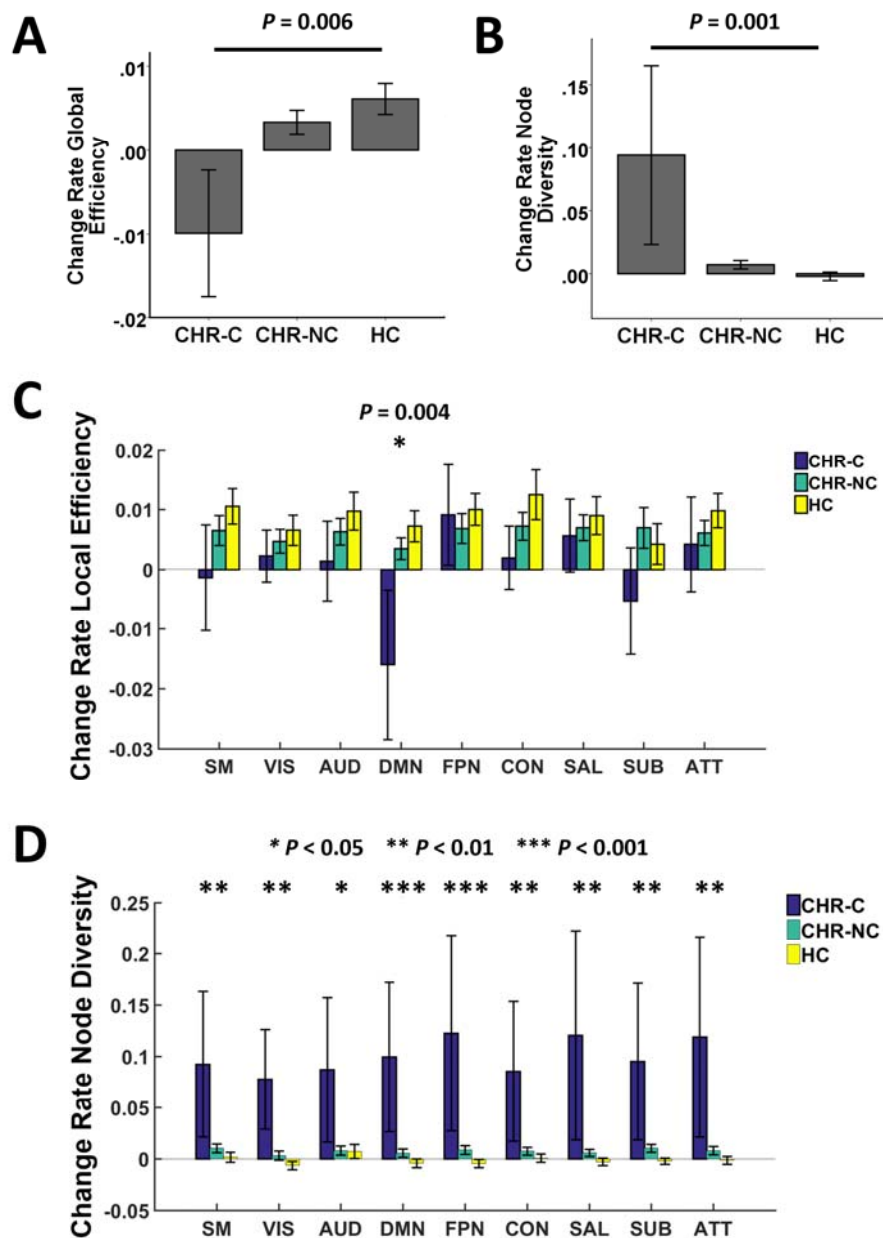 A
P = 0.006
Change Rate Global
Efficiency
.01
.00
-.01
-.02
CHR-C CHR-NC HC
B
P = 0.001
Change Rate Node
Diversity
.15
.10
.05
.00
CHR-C CHR-NC HC
C
P = 0.004
*
Change Rate Local Efficiency
0.02
0.01
0
-0.01
-0.02
-0.03
SM VIS AUD DMN FPN CON SAL SUB ATT
CHR-C
CHR-NC
HC
D
* P < 0.05 ** P < 0.01 *** P < 0.001
** ** * *** *** ** ** ** **
Change Rate Node Diversity
0.25
0.2
0.15
0.1
0.05
0
-0.05
SM VIS AUD DMN FPN CON SAL SUB ATT
CHR-C
CHR-NC
HC